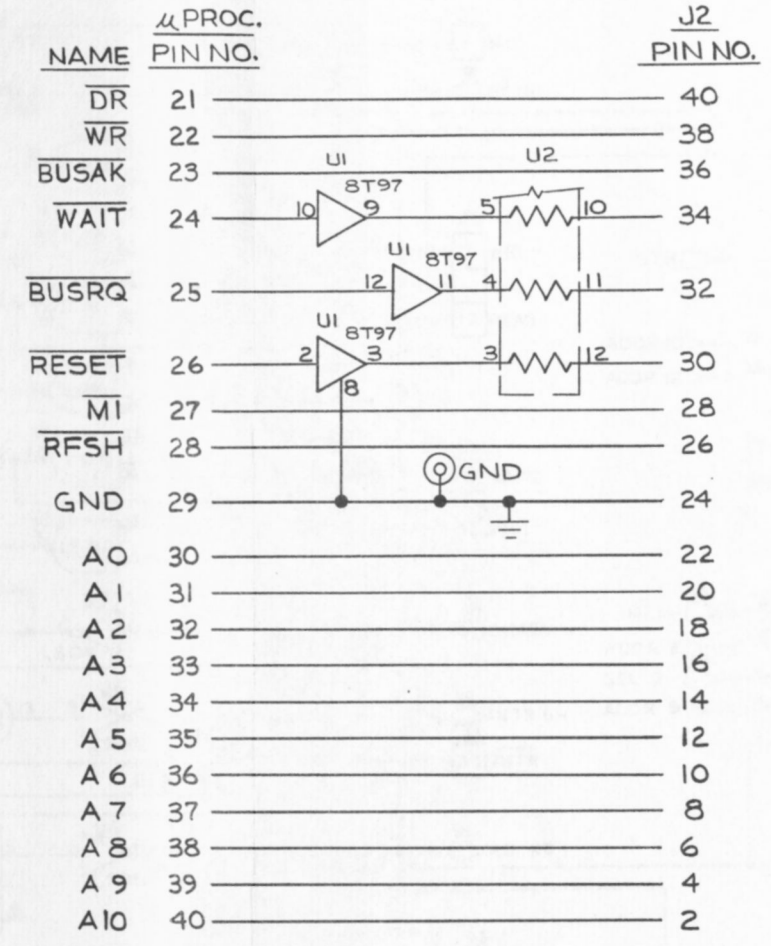 μPROC. J2
NAME PIN NO. PIN NO.
DR 21 40
WR 22 38
BUSAK 23 36
U1 U2
8T97
WAIT 24 10 9 5 10 34
U1
8T97
BUSRQ 25 12 11 4 11 32
U1
8T97
RESET 26 2 3 3 12 30
8
M1 27 28
RFSH 28 26
GND
GND 29 24
A0 30 22
A1 31 20
A2 32 18
A3 33 16
A4 34 14
A5 35 12
A6 36 10
A7 37 8
A8 38 6
A9 39 4
A10 40 2